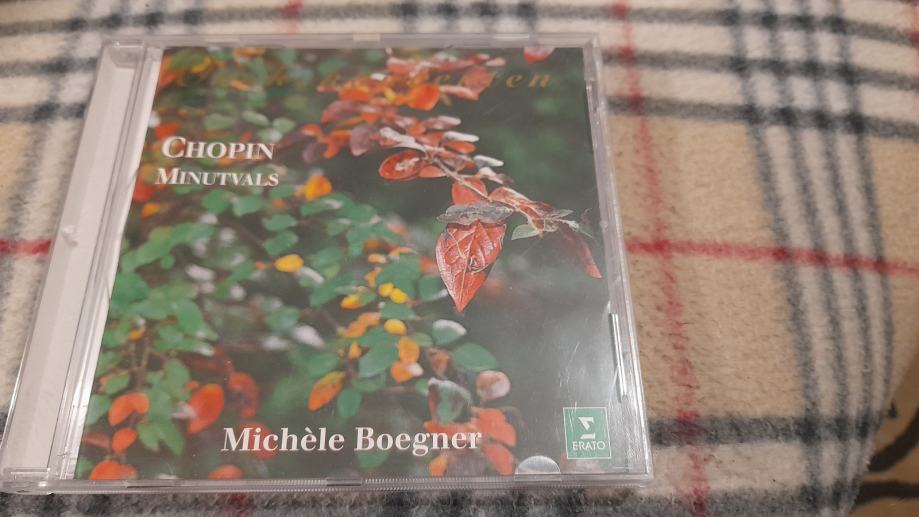 CHOPIN
MINUTVALS
Michèle Boegner
ERATO